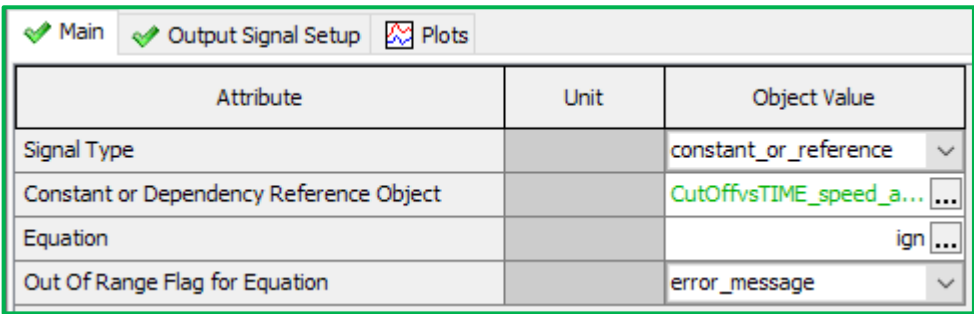 Main Output Signal Setup Plots
Attribute Unit Object Value
Signal Type constant_or_reference
Constant or Dependency Reference Object CutOffvsTIME_speed_a... ...
Equation ign ...
Out Of Range Flag for Equation error_message